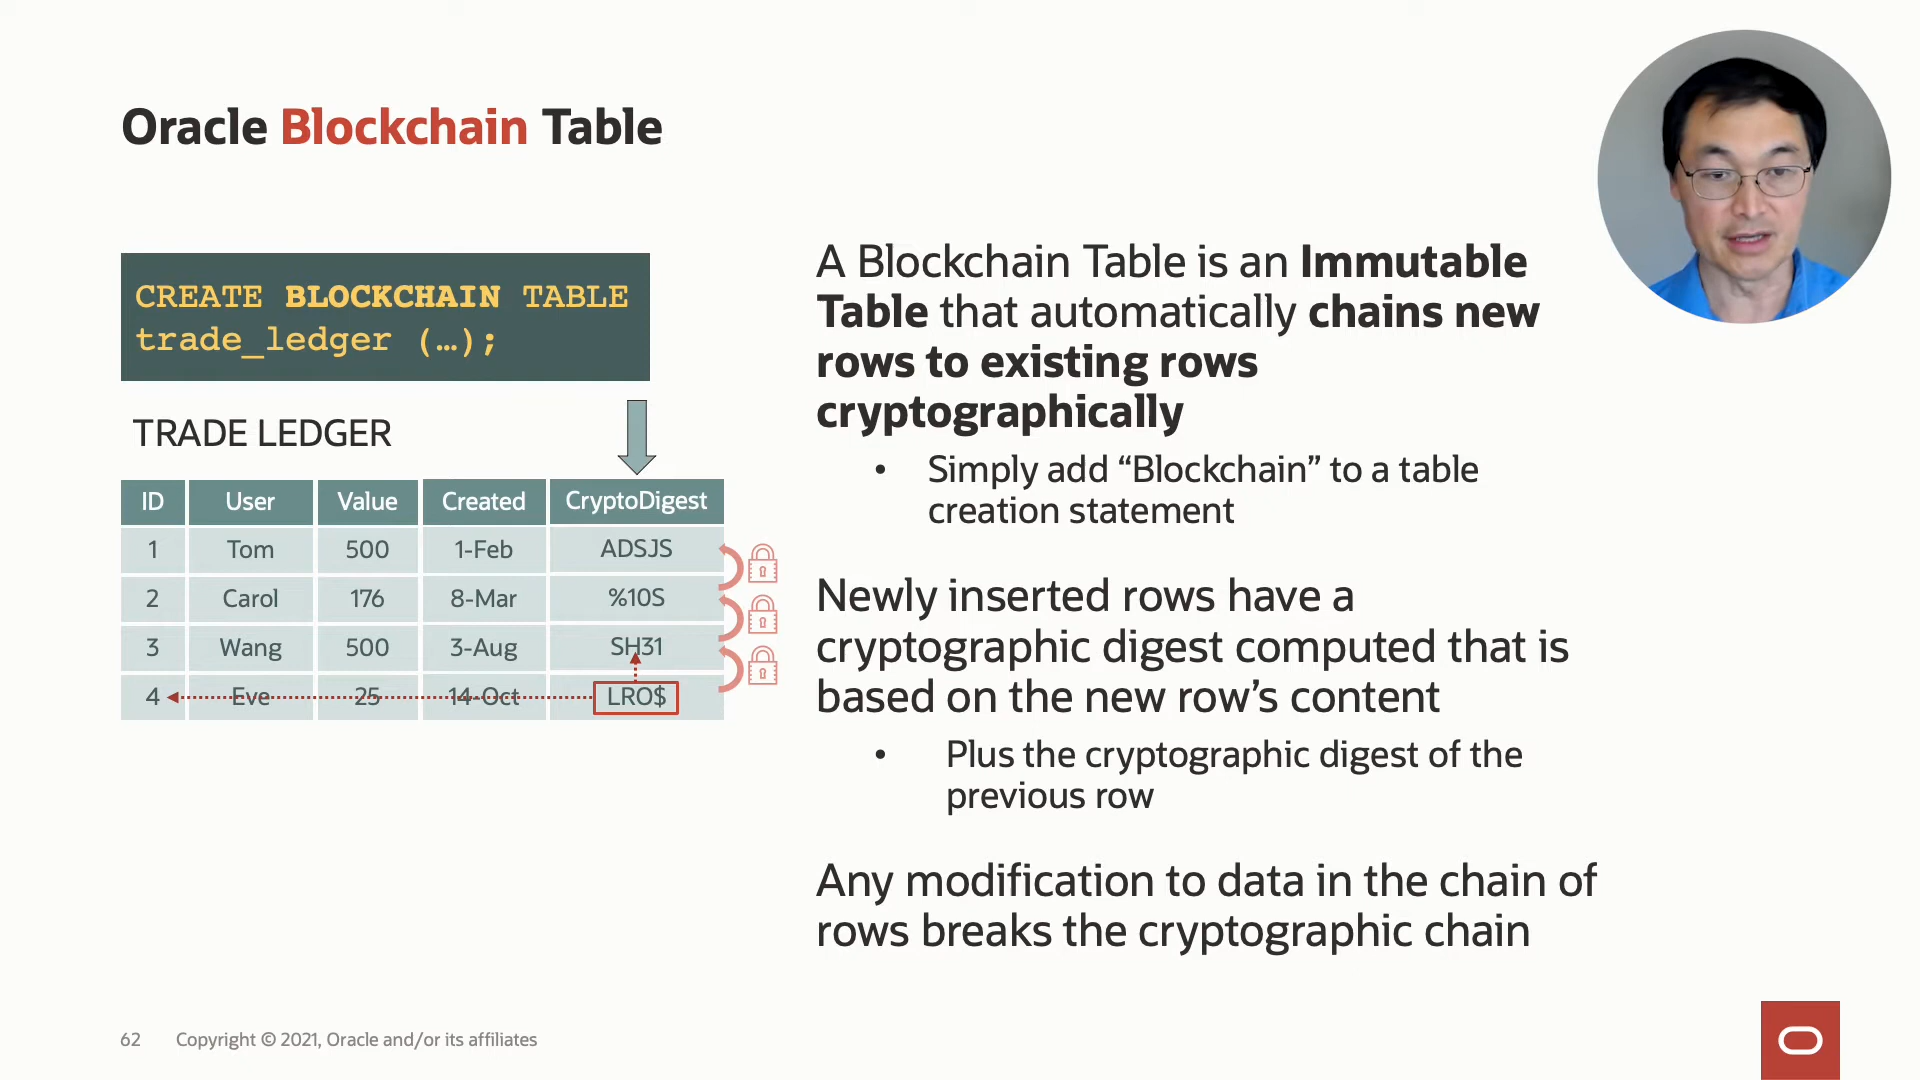 Oracle Blockchain Table
CREATE BLOCKCHAIN TABLE
trade_ledger (…);
TRADE LEDGER
ID User Value Created CryptoDigest
1 Tom 500 1-Feb ADSJS
2 Carol 176 8-Mar %10S
3 Wang 500 3-Aug SH31
4 Eve 25 14-Oct LRO$
A Blockchain Table is an Immutable
Table that automatically chains new
rows to existing rows
cryptographically
• Simply add “Blockchain” to a table
creation statement
Newly inserted rows have a
cryptographic digest computed that is
based on the new row’s content
• Plus the cryptographic digest of the
previous row
Any modification to data in the chain of
rows breaks the cryptographic chain
62 Copyright © 2021, Oracle and/or its affiliates